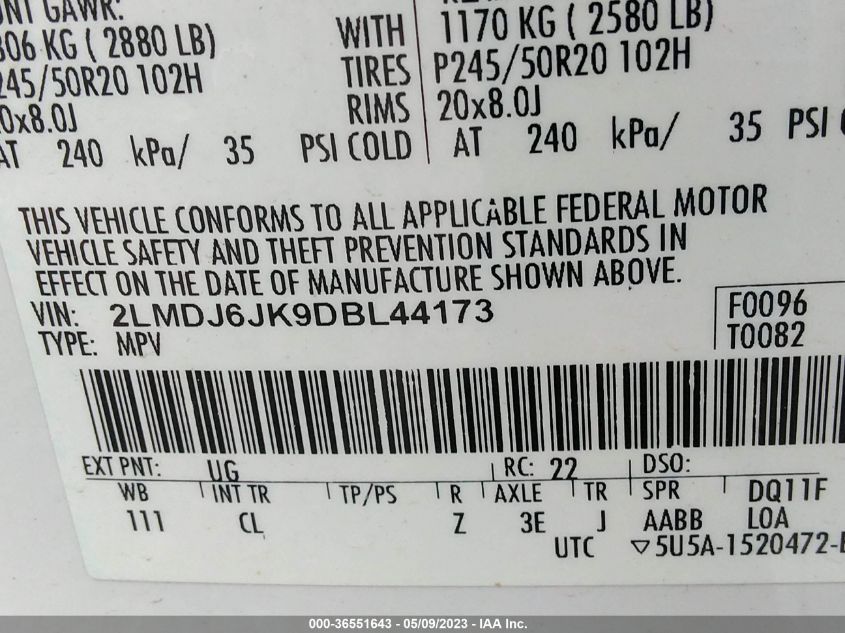 GAWR:
806 KG ( 2880 LB) WITH 1170 KG ( 2580 LB)
245/50R20 102H TIRES P245/50R20 102H
0x8.0J RIMS 20x8.0J
AT 240 kPa/ 35 PSI COLD AT 240 kPa/ 35 PSI
THIS VEHICLE CONFORMS TO ALL APPLICABLE FEDERAL MOTOR
VEHICLE SAFETY AND THEFT PREVENTION STANDARDS IN
EFFECT ON THE DATE OF MANUFACTURE SHOWN ABOVE.
VIN: 2LMDJ6JK9DBL44173 F0096
TYPE: MPV T0082
EXT PNT: UG RC: 22 DSO:
WB INT TR TP/PS R AXLE TR SPR DQ11F
111 CL Z 3E J AABB LOA
UTC ▽5U5A-1520472-
000-36551643 - 05/09/2023 - IAA Inc.